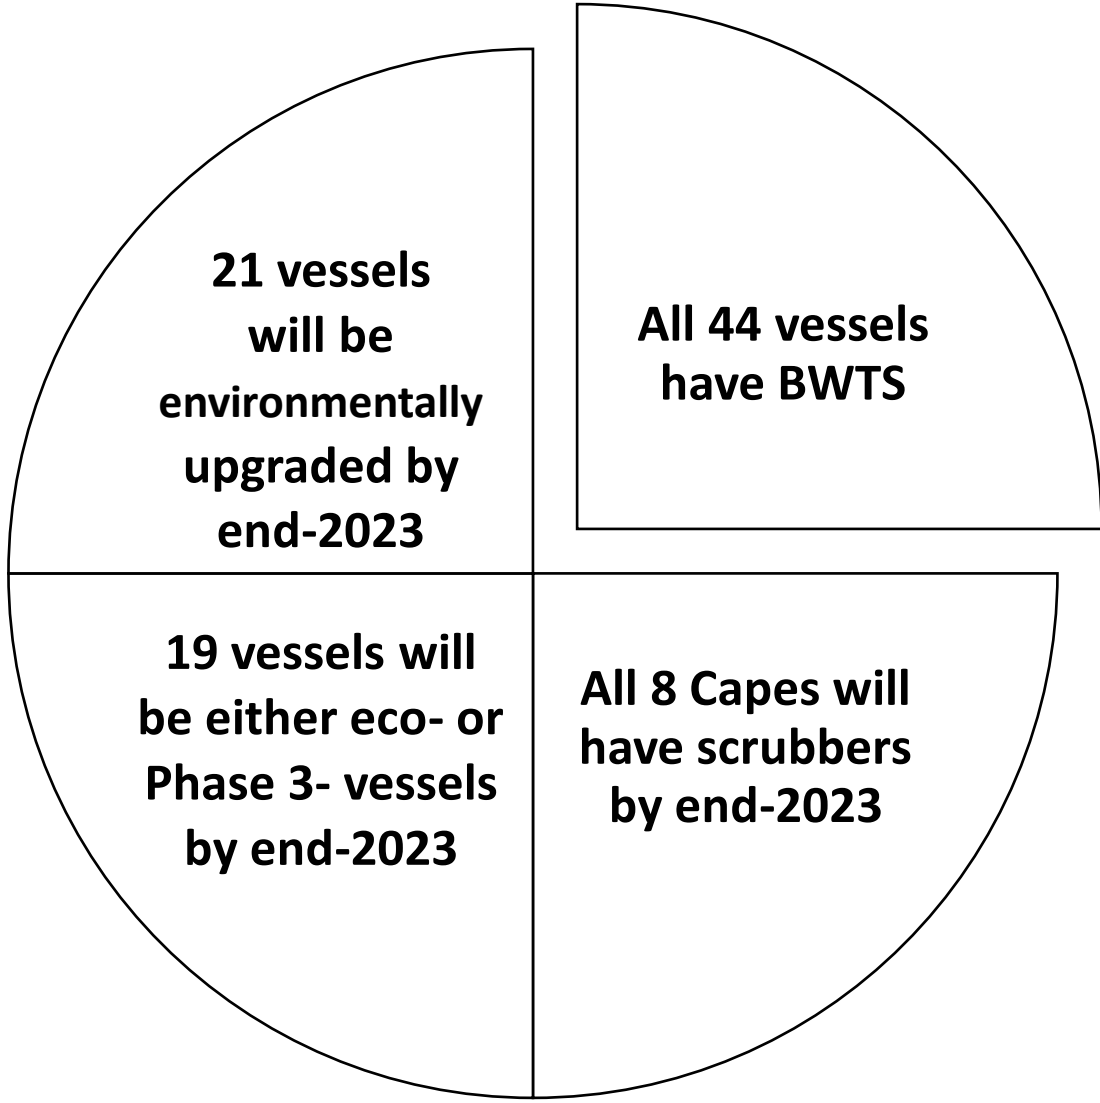 21 vessels
will be
environmentally
upgraded by
end-2023
All 44 vessels
have BWTS
19 vessels will
be either eco- or
Phase 3- vessels
by end-2023
All 8 Capes will
have scrubbers
by end-2023